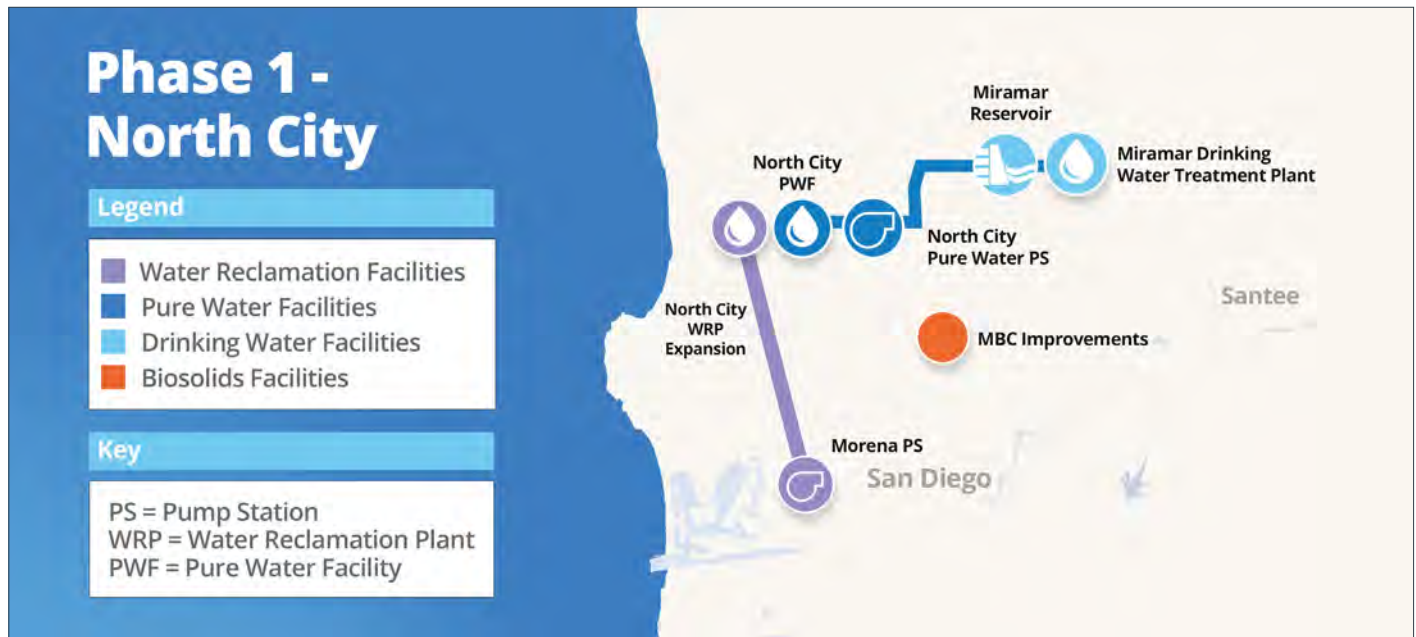 Phase 1 -
North City
Legend
Water Reclamation Facilities
Pure Water Facilities
Drinking Water Facilities
Biosolids Facilities
Key
PS = Pump Station
WRP = Water Reclamation Plant
PWF = Pure Water Facility
Miramar
Reservoir
Miramar Drinking
Water Treatment Plant
North City
PWF
North City
Pure Water PS
Santee
North City
WRP
Expansion
MBC Improvements
Morena PS
San Diego